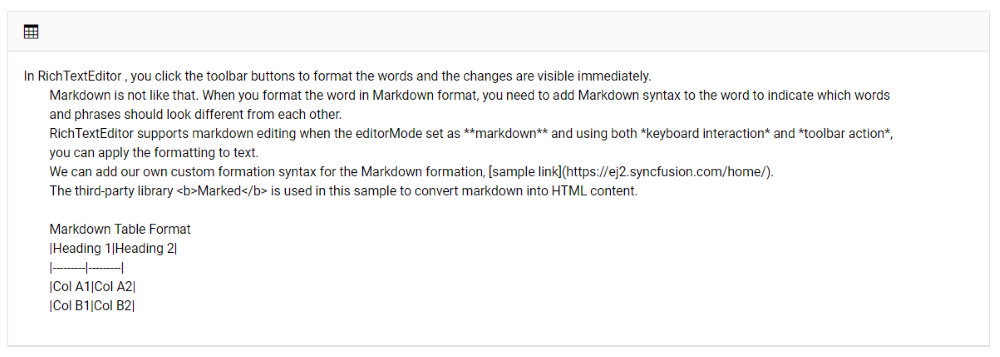 In RichTextEditor , you click the toolbar buttons to format the words and the changes are visible immediately.
Markdown is not like that. When you format the word in Markdown format, you need to add Markdown syntax to the word to indicate which words
and phrases should look different from each other.
RichTextEditor supports markdown editing when the editorMode set as **markdown** and using both *keyboard interaction* and *toolbar action*,
you can apply the formatting to text.
We can add our own custom formation syntax for the Markdown formation, [sample link](https://ej2.syncfusion.com/home/).
The third-party library <b>Marked</b> is used in this sample to convert markdown into HTML content.
Markdown Table Format
|Heading 1|Heading 2|
|---------|---------|
|Col A1|Col A2|
|Col B1|Col B2|